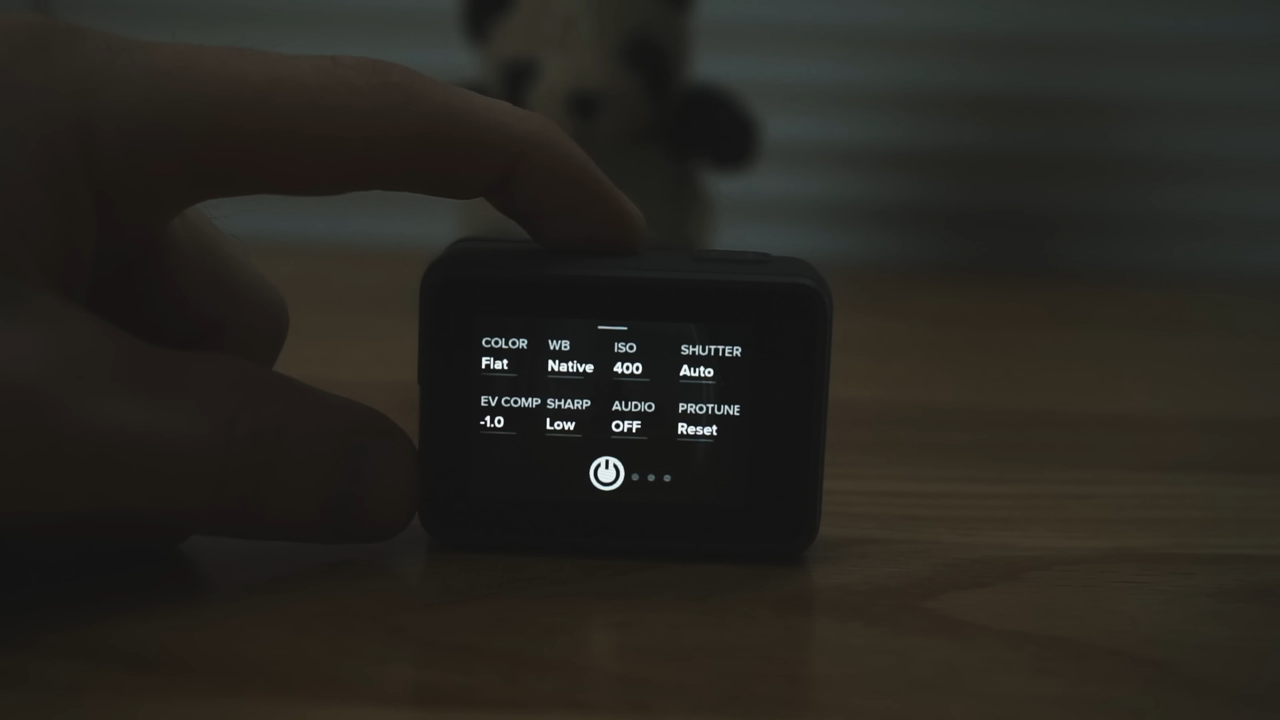 COLOR WB ISO SHUTTER
Flat Native 400 Auto
EV COMP SHARP AUDIO PROTUNE
-1.0 Low OFF Reset